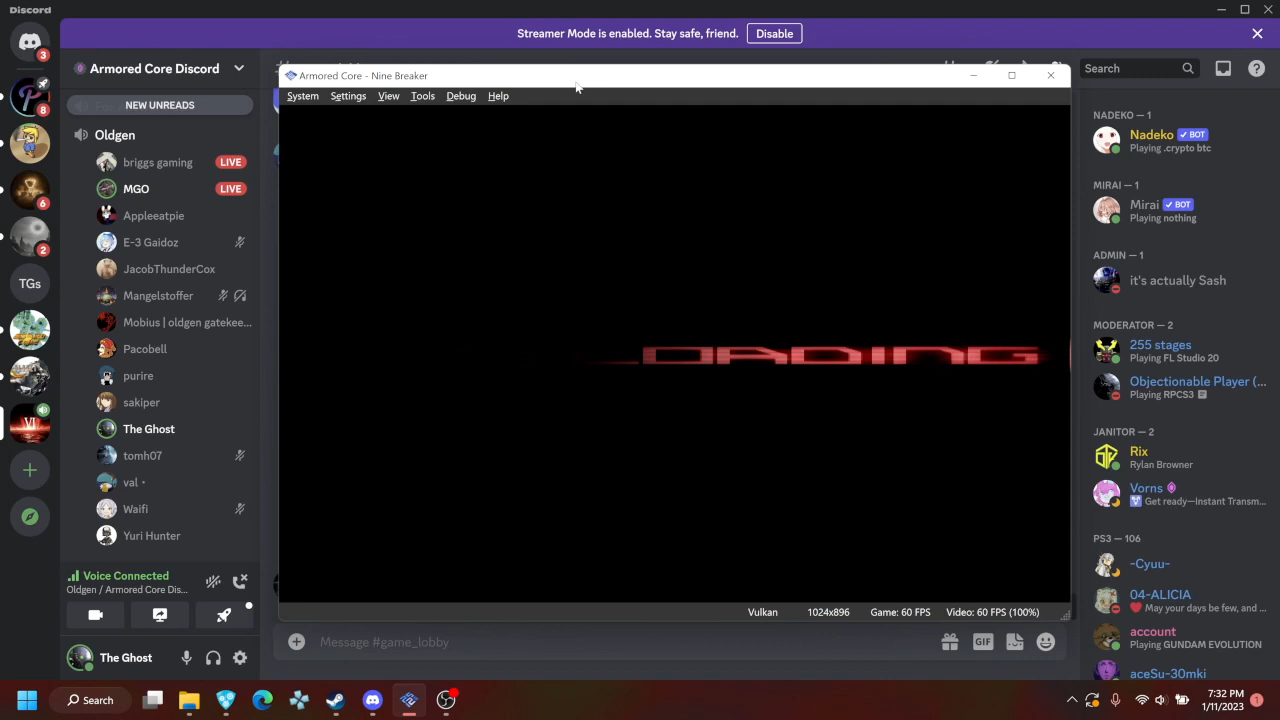 Discord
Streamer Mode is enabled. Stay safe, friend.
Disable
3
8
6
2
TGs
VI
Armored Core Discord
NEW UNREADS
Oldgen
briggs gaming
LIVE
MGO
LIVE
Appleeatpie
E-3 Gaidoz
JacobThunderCox
Mangelstoffer
Mobius | oldgen gatekee...
Pacobell
purire
sakiper
The Ghost
tomh07
val •
Waifi
Yuri Hunter
Voice Connected
Oldgen / Armored Core Dis...
The Ghost
Armored Core - Nine Breaker
System Settings View Tools Debug Help
LOADING
Vulkan 1024x896 Game: 60 FPS Video: 60 FPS (100%)
Message #game_lobby
GIF
Search
NADEKO — 1
Nadeko
BOT
Playing .crypto btc
MIRAI — 1
Mirai
BOT
Playing nothing
ADMIN — 1
it's actually Sash
MODERATOR — 2
255 stages
Playing FL Studio 20
Objectionable Player (...
Playing RPCS3
JANITOR — 2
Rix
Rylan Browner
Vorns
Get ready—Instant Transm...
PS3 — 106
-Cyuu-
04-ALICIA
May your days be few, and ...
account
Playing GUNDAM EVOLUTION
aceSu-30mki
Search
7:32 PM
1/11/2023
1